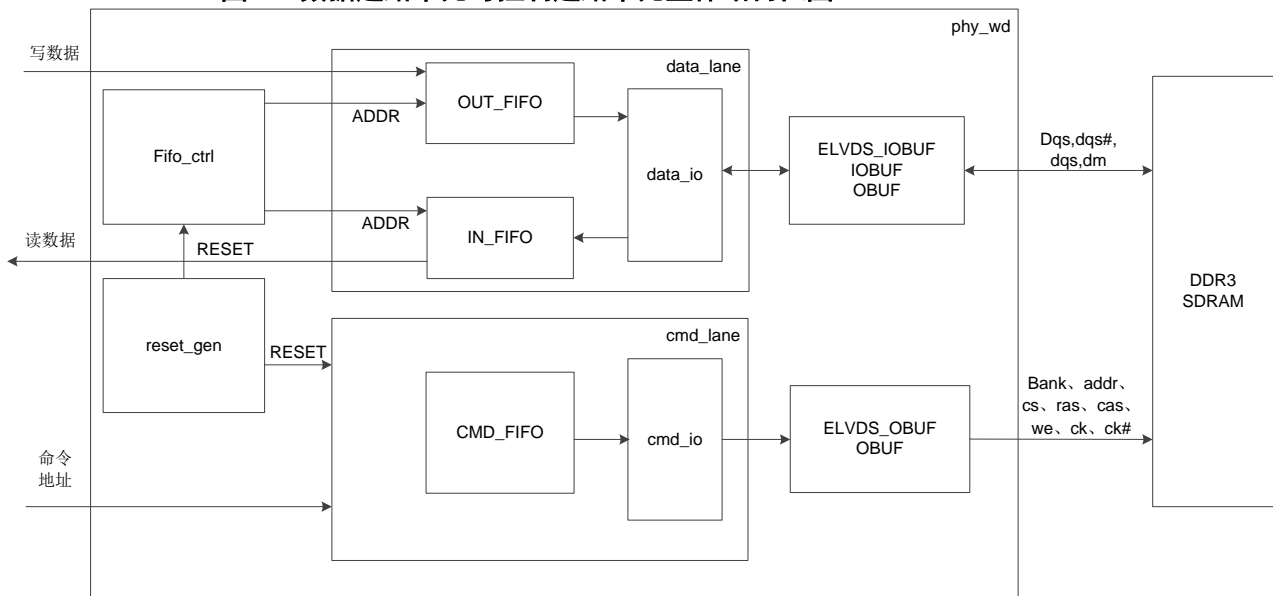 phy_wd
写数据
data_lane
OUT_FIFO
ADDR
Fifo_ctrl
data_io
ELVDS_IOBUF
IOBUF
OBUF
Dqs,dqs#,
dqs,dm
ADDR
IN_FIFO
读数据
RESET
DDR3
SDRAM
reset_gen
RESET
cmd_lane
CMD_FIFO
cmd_io
ELVDS_OBUF
OBUF
Bank、addr、
cs、ras、cas、
we、ck、ck#
命令
地址